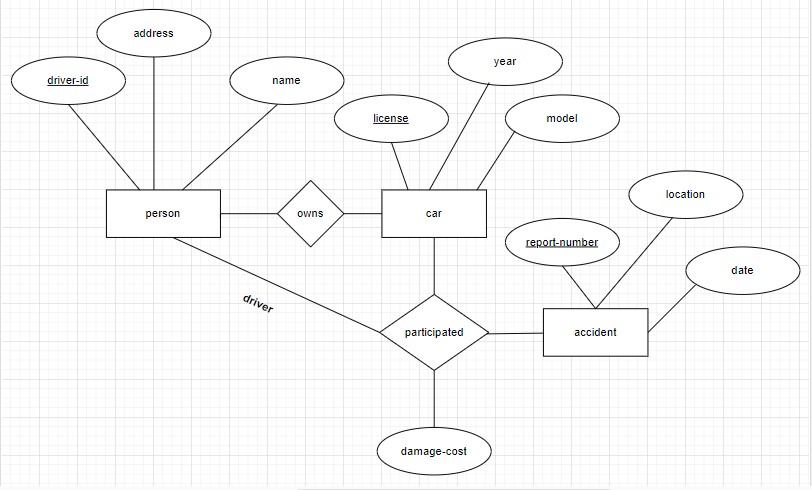 address
driver-id
name
year
license
model
person
owns
car
location
report-number
date
driver
participated
accident
damage-cost